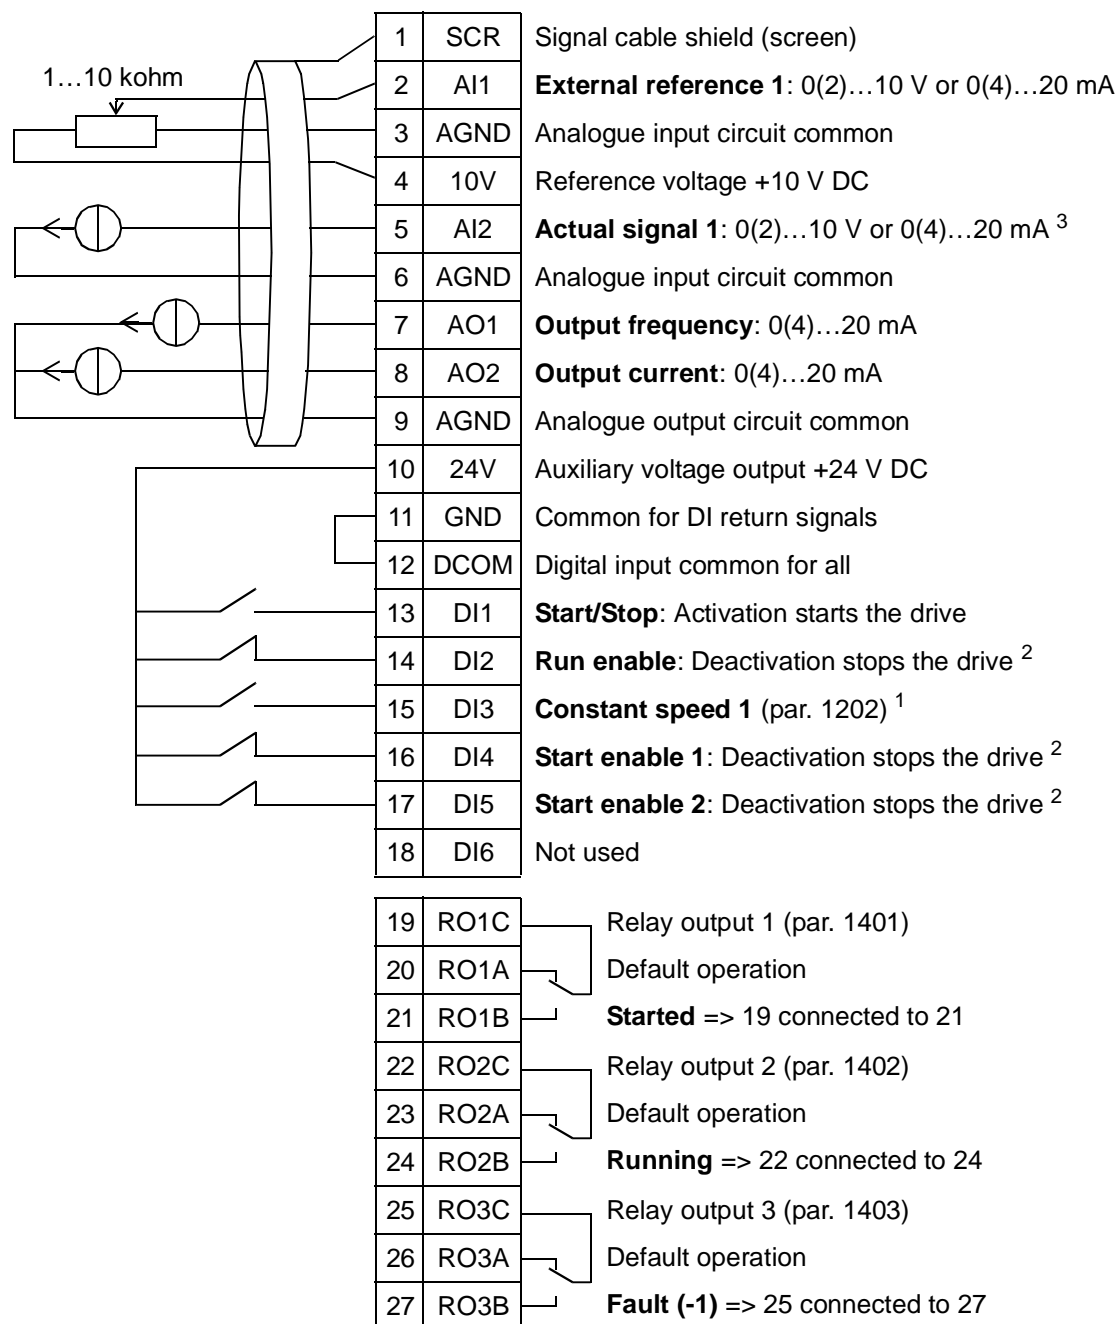 1 SCR Signal cable shield (screen)
1…10 kohm
2 AI1 External reference 1: 0(2)…10 V or 0(4)…20 mA
3 AGND Analogue input circuit common
4 10V Reference voltage +10 V DC
5 AI2 Actual signal 1: 0(2)…10 V or 0(4)…20 mA 3
6 AGND Analogue input circuit common
7 AO1 Output frequency: 0(4)…20 mA
8 AO2 Output current: 0(4)…20 mA
9 AGND Analogue output circuit common
10 24V Auxiliary voltage output +24 V DC
11 GND Common for DI return signals
12 DCOM Digital input common for all
13 DI1 Start/Stop: Activation starts the drive
14 DI2 Run enable: Deactivation stops the drive 2
15 DI3 Constant speed 1 (par. 1202) 1
16 DI4 Start enable 1: Deactivation stops the drive 2
17 DI5 Start enable 2: Deactivation stops the drive 2
18 DI6 Not used
19 RO1C Relay output 1 (par. 1401)
20 RO1A Default operation
21 RO1B Started => 19 connected to 21
22 RO2C Relay output 2 (par. 1402)
23 RO2A Default operation
24 RO2B Running => 22 connected to 24
25 RO3C Relay output 3 (par. 1403)
26 RO3A Default operation
27 RO3B Fault (-1) => 25 connected to 27